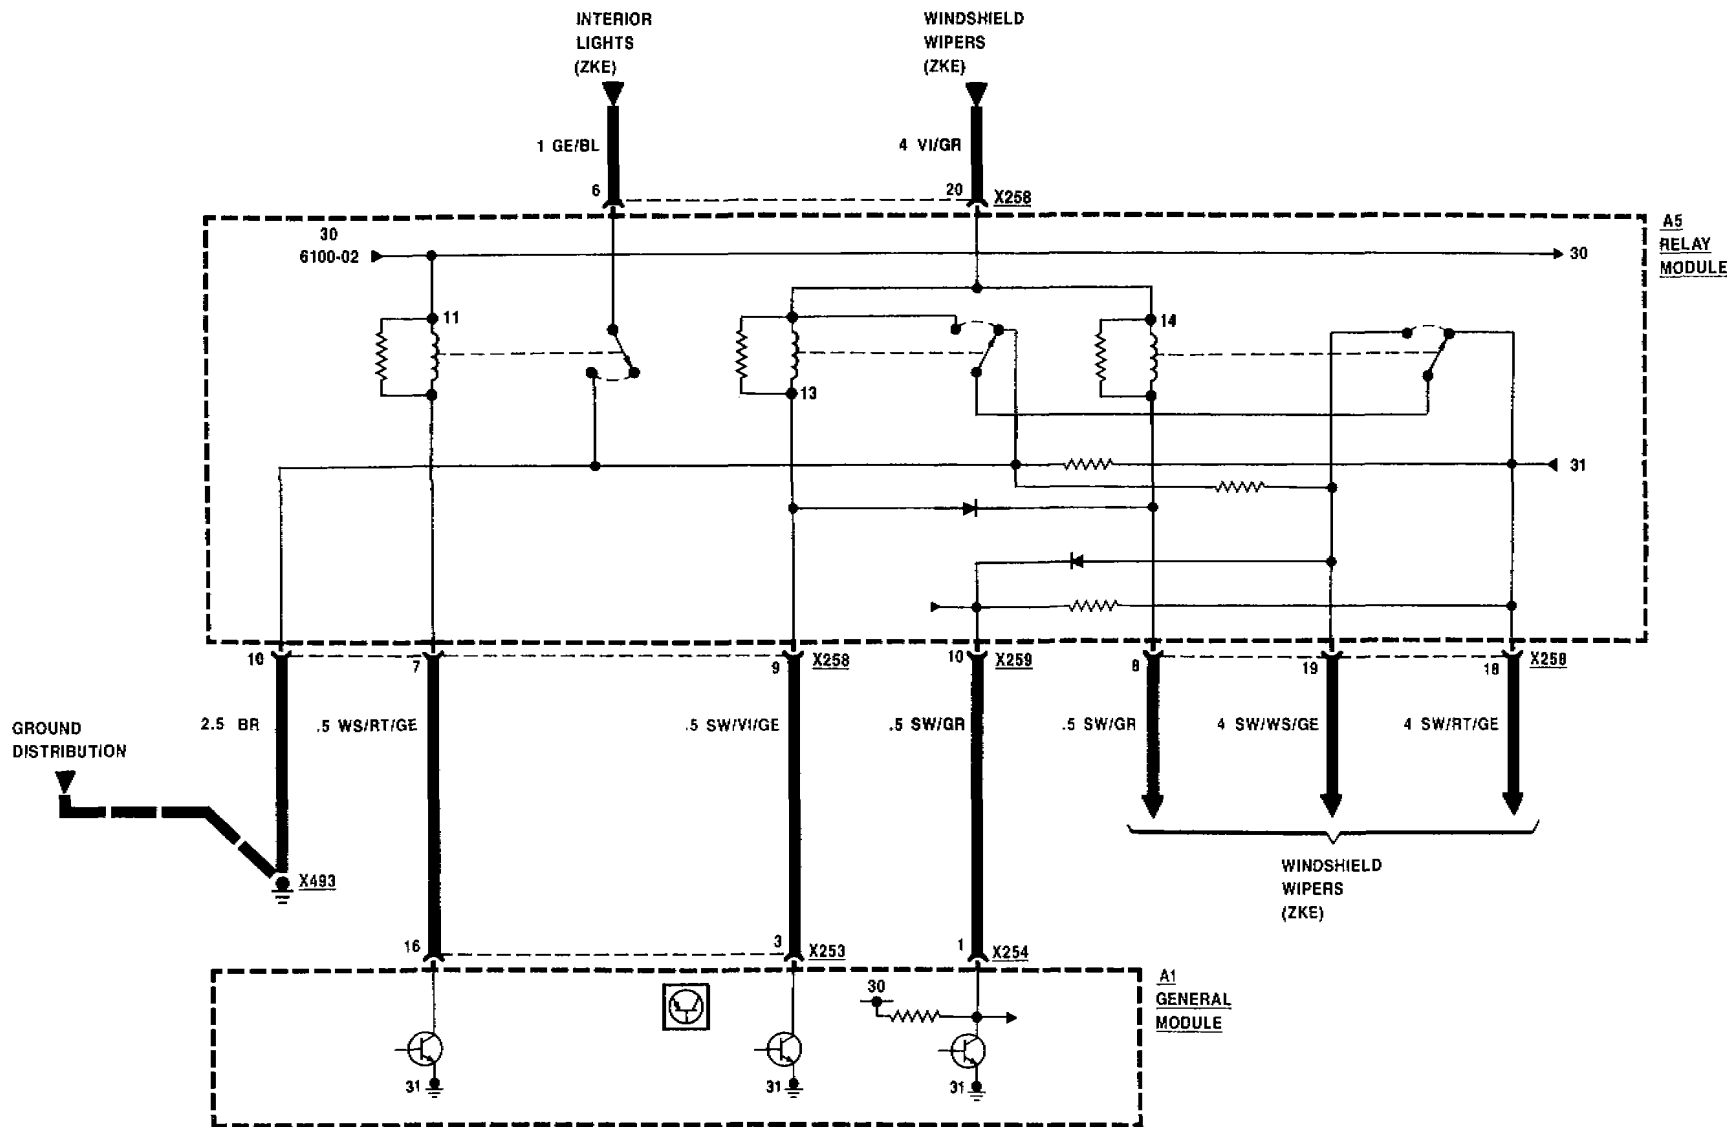 INTERIOR
LIGHTS
(ZKE)
WINDSHIELD
WIPERS
(ZKE)
1 GE/BL
4 VI/GR
6
20
X258
A5
RELAY
MODULE
30
6100-02
30
11
14
13
31
10
7
9
X258
10
X259
8
19
18
X258
GROUND
DISTRIBUTION
2.5 BR
.5 WS/RT/GE
.5 SW/VI/GE
.5 SW/GR
.5 SW/GR
4 SW/WS/GE
4 SW/RT/GE
X493
WINDSHIELD
WIPERS
(ZKE)
16
3
X253
1
X254
A1
GENERAL
MODULE
30
31
31
31